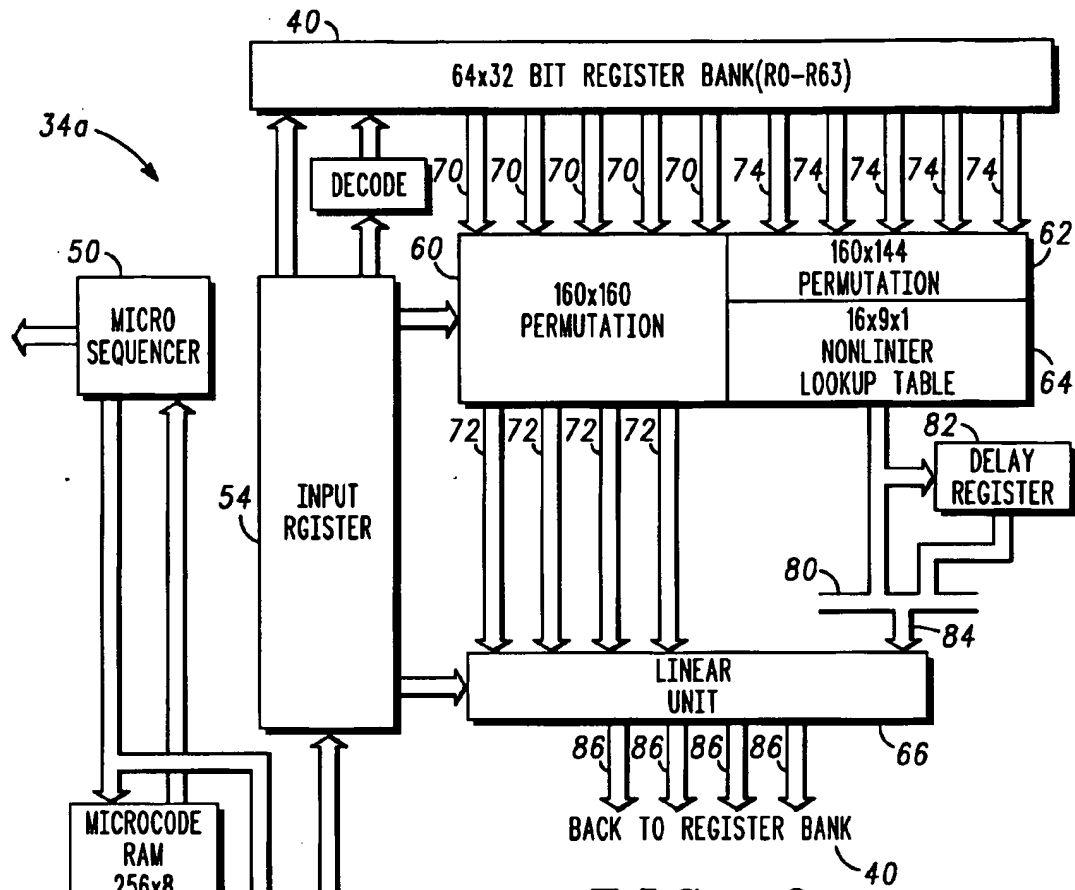 40
64x32 BIT REGISTER BANK(R0-R63)
34a
DECODE
70 70 70 70 74 74 74 74
50
60
62
MICRO
SEQUENCER
160x160
PERMUTATION
160x144
PERMUTATION
16x9x1
NONLINIER
LOOKUP TABLE
64
72 72 72 72
82
DELAY
REGISTER
54
INPUT
RGISTER
80
84
LINEAR
UNIT
66
86 86 86 86
MICROCODE
RAM
256x8
BACK TO REGISTER BANK
40